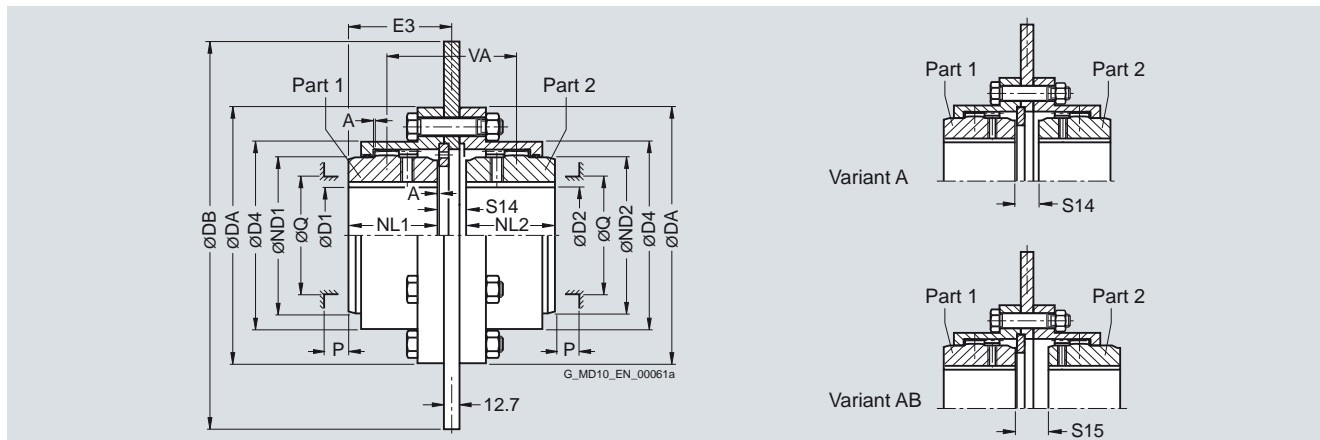 E3
VA
Part 1
Part 2
A
A
S14
NL1
NL2
ØDB
ØDA
ØD4
ØND1
ØQ
ØD1
ØD2
ØQ
ØND2
ØD4
ØDA
P
P
G_MD10_EN_00061a
12.7
Part 1
Part 2
Variant A
S14
Part 1
Part 2
Variant AB
S15